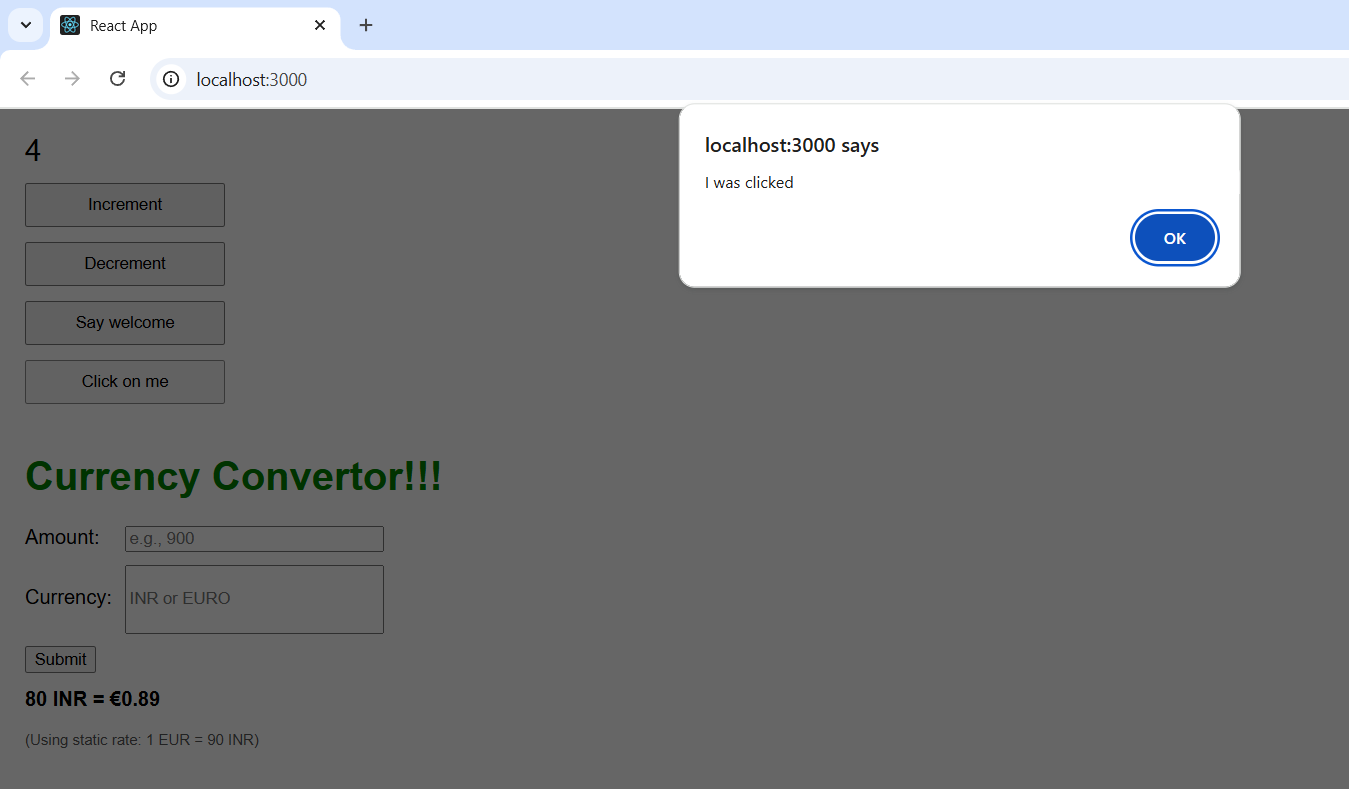 React App
localhost:3000
localhost:3000 says
I was clicked
OK
4
Increment
Decrement
Say welcome
Click on me
Currency Convertor!!!
Amount: e.g., 900
Currency: INR or EURO
Submit
80 INR = €0.89
(Using static rate: 1 EUR = 90 INR)